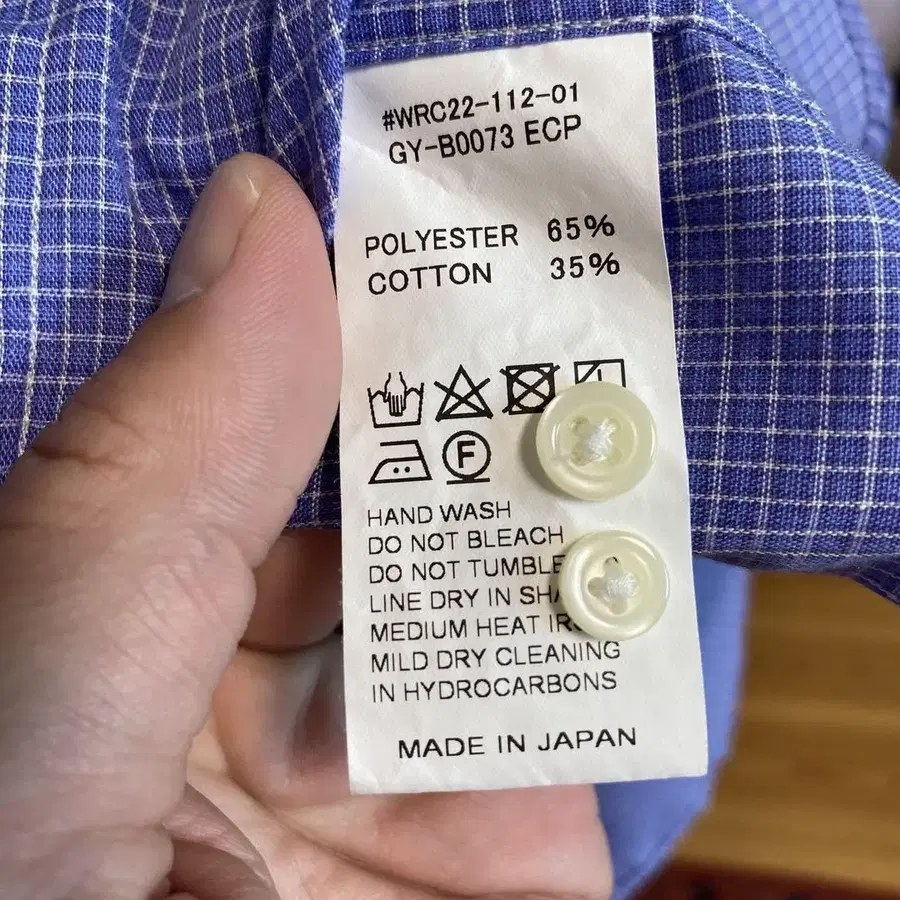 #WRC22-112-01
GY-B0073 ECP
POLYESTER 65%
COTTON 35%
F
HAND WASH
DO NOT BLEACH
DO NOT TUMBLE
LINE DRY IN
MEDIUM HEAT
MILD DRY CLEANING
IN HYDROCARBONS
MADE IN JAPAN